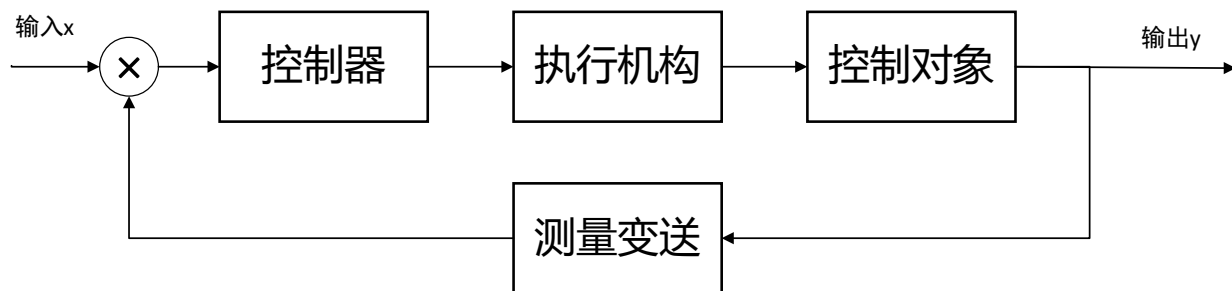 输入x
控制器
执行机构
控制对象
输出y
测量变送